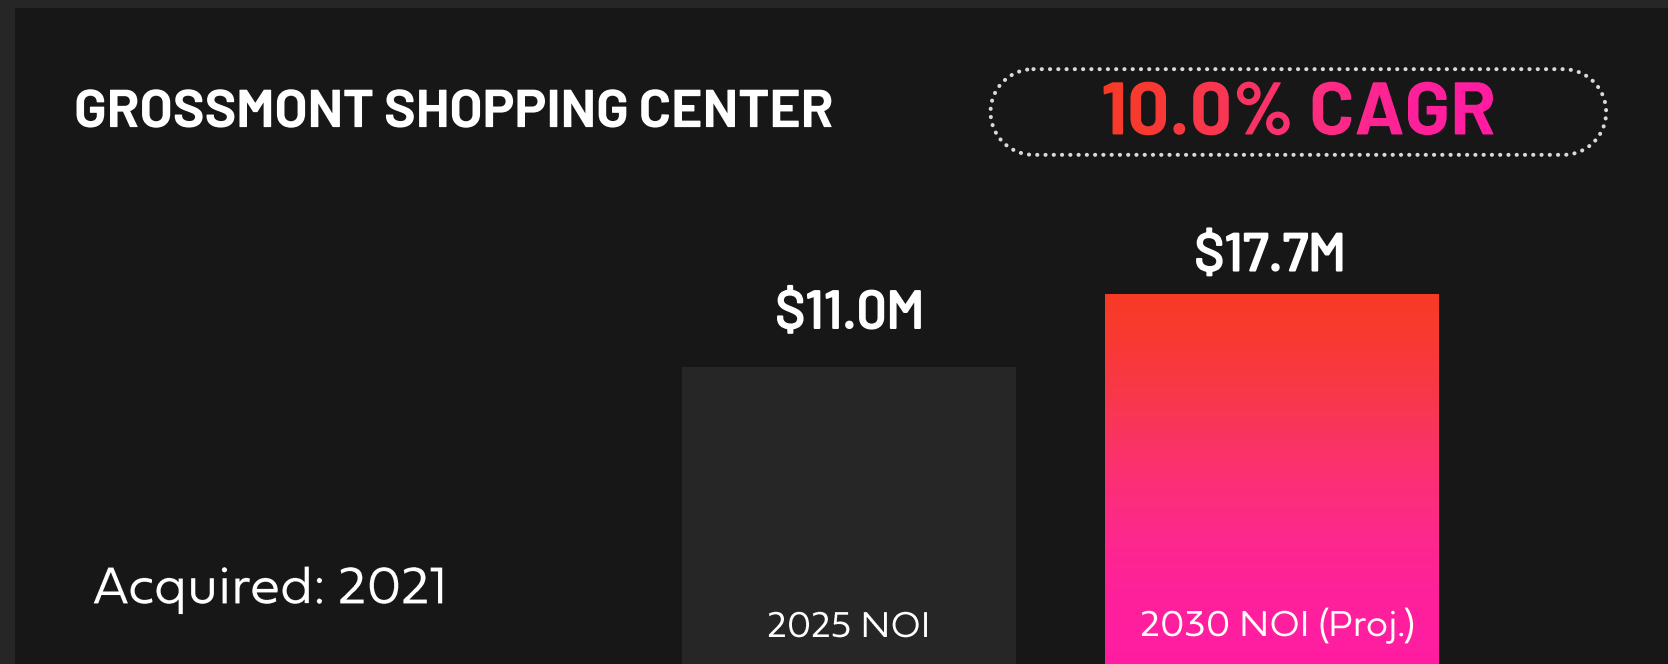 GROSSMONT SHOPPING CENTER
10.0% CAGR
$11.0M
$17.7M
Acquired: 2021
2025 NOI
2030 NOI (Proj.)